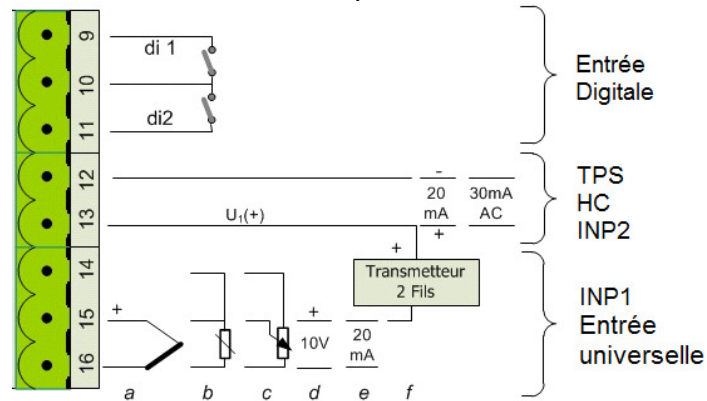 9
di 1
10
di2
11
Entrée
Digitale
12
-
20
mA
+
30mA
AC
13
U₁(+)
TPS
HC
INP2
+
Transmetteur
2 Fils
14
15
+
16
+
10V
20
mA
a
b
c
d
e
f
INP1
Entrée
universelle